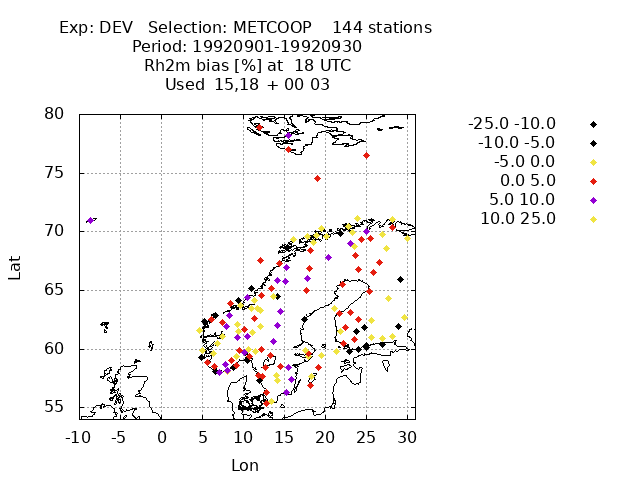 Exp: DEV Selection: METCOOP 144 stations
Period: 19920901-19920930
Rh2m bias [%] at 18 UTC
Used 15,18 + 00 03
-25.0 -10.0
-10.0 -5.0
-5.0 0.0
0.0 5.0
5.0 10.0
10.0 25.0
80
75
70
65
60
55
Lat
-10 -5 0 5 10 15 20 25 30
Lon